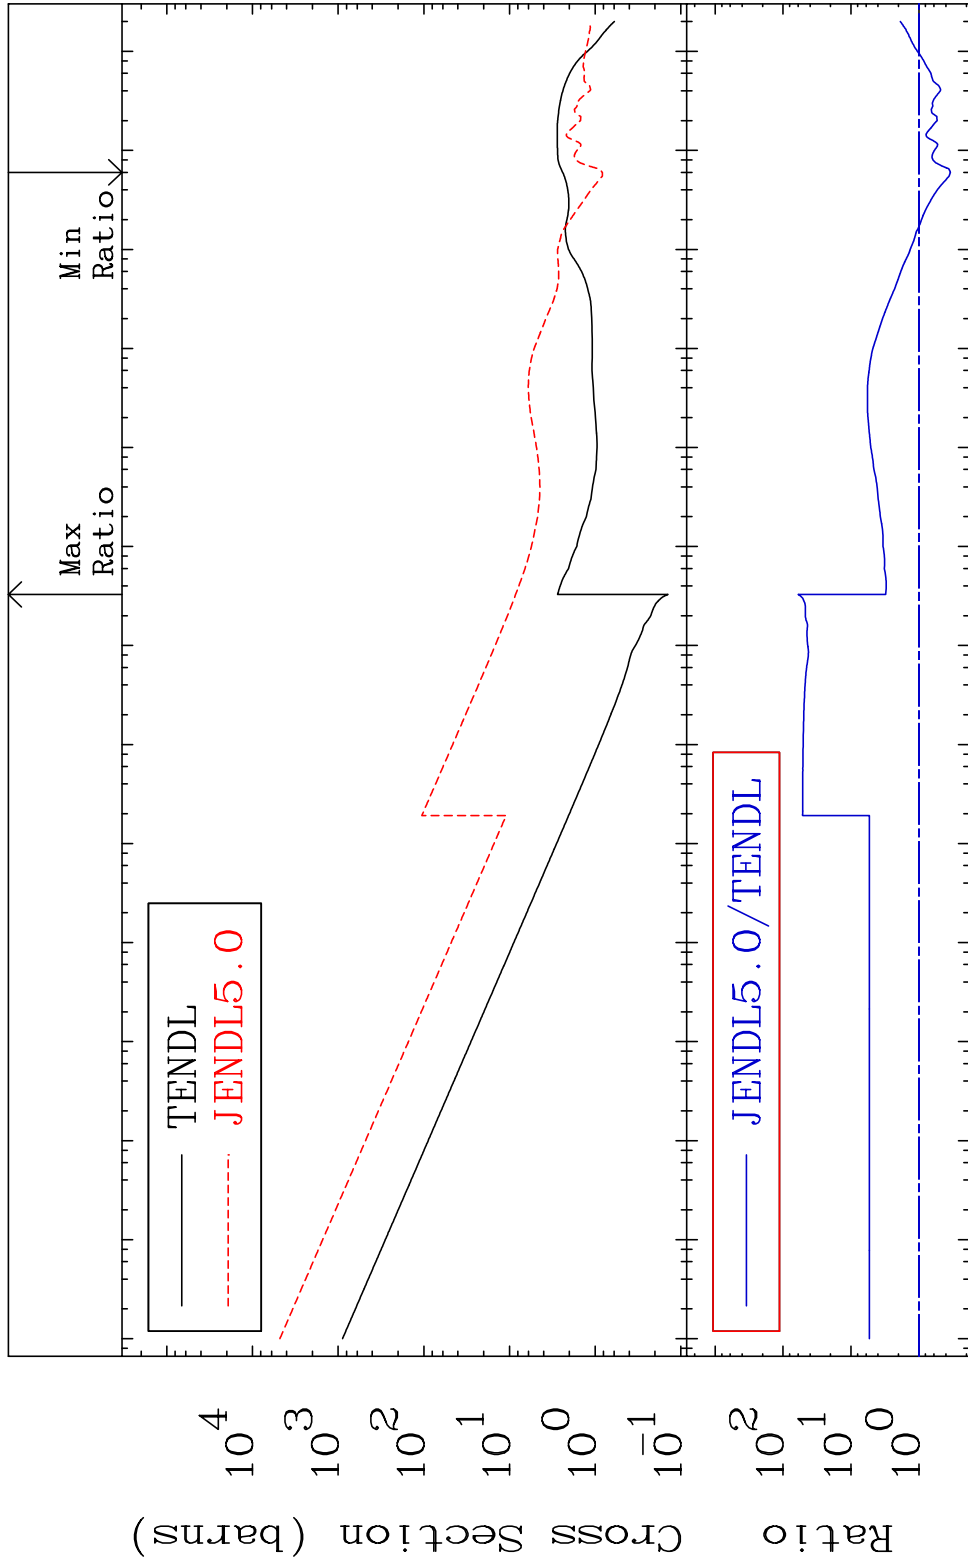 Max
Ratio
Min
Ratio
TENDL
JENDL5.0
10^4
10^3
10^2
10^1
10^0
10^-1
Cross Section (barns)
JENDL5.0/TENDL
10^2
10^1
10^0
Ratio